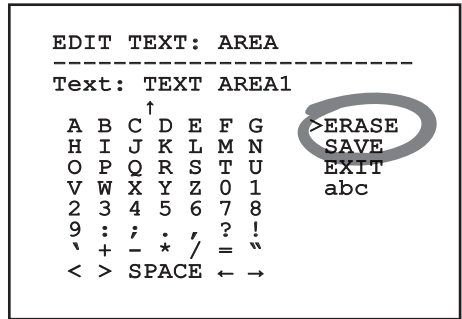 EDIT TEXT: AREA
------------------------
Text: TEXT AREA1
↑
A B C D E F G >ERASE
H I J K L M N SAVE
O P Q R S T U EXIT
V W X Y Z 0 1 abc
2 3 4 5 6 7 8
9 : ; . , ? !
‘ + - * / = “
< > SPACE ← →